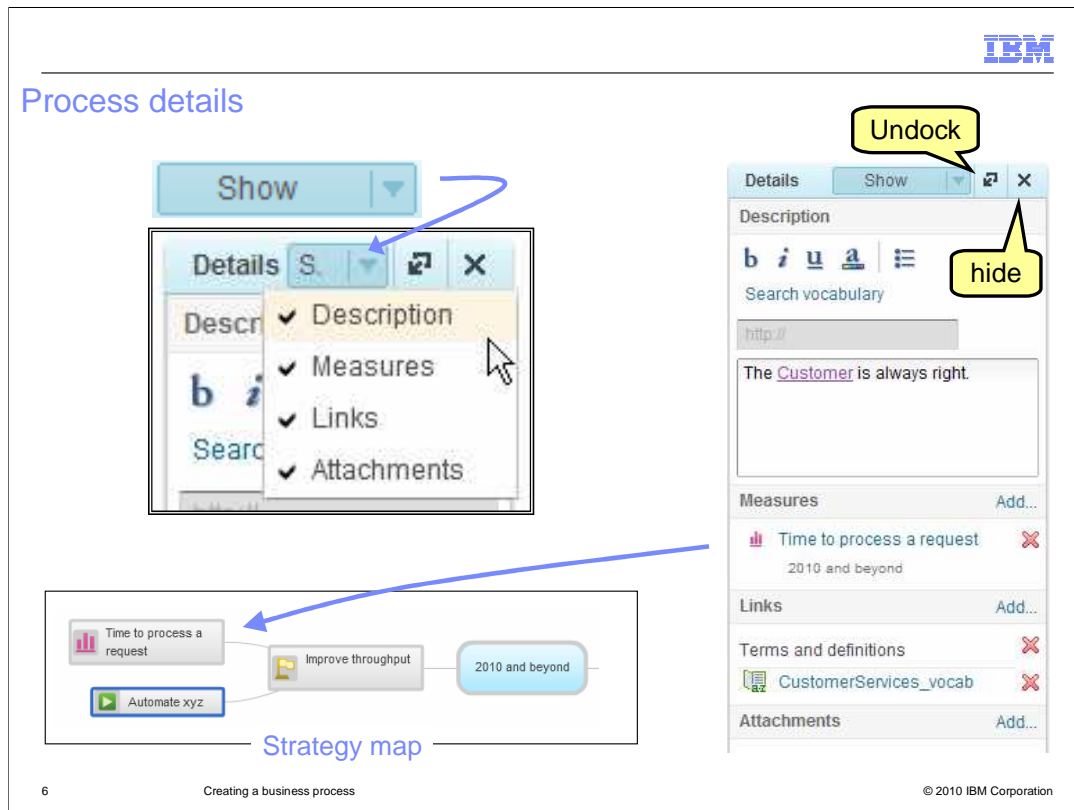 IBM
Process details
Show
Details S.
Descr
Description
Measures
Links
Attachments
b i
Searc
Undock
Details Show
hide
Description
b i u a
Search vocabulary
http://
The Customer is always right.
Measures Add...
Time to process a request
2010 and beyond
Links Add...
Terms and definitions
CustomerServices_vocab
Attachments Add...
Time to process a
request
Improve throughput
2010 and beyond
Automate xyz
Strategy map
6 Creating a business process © 2010 IBM Corporation